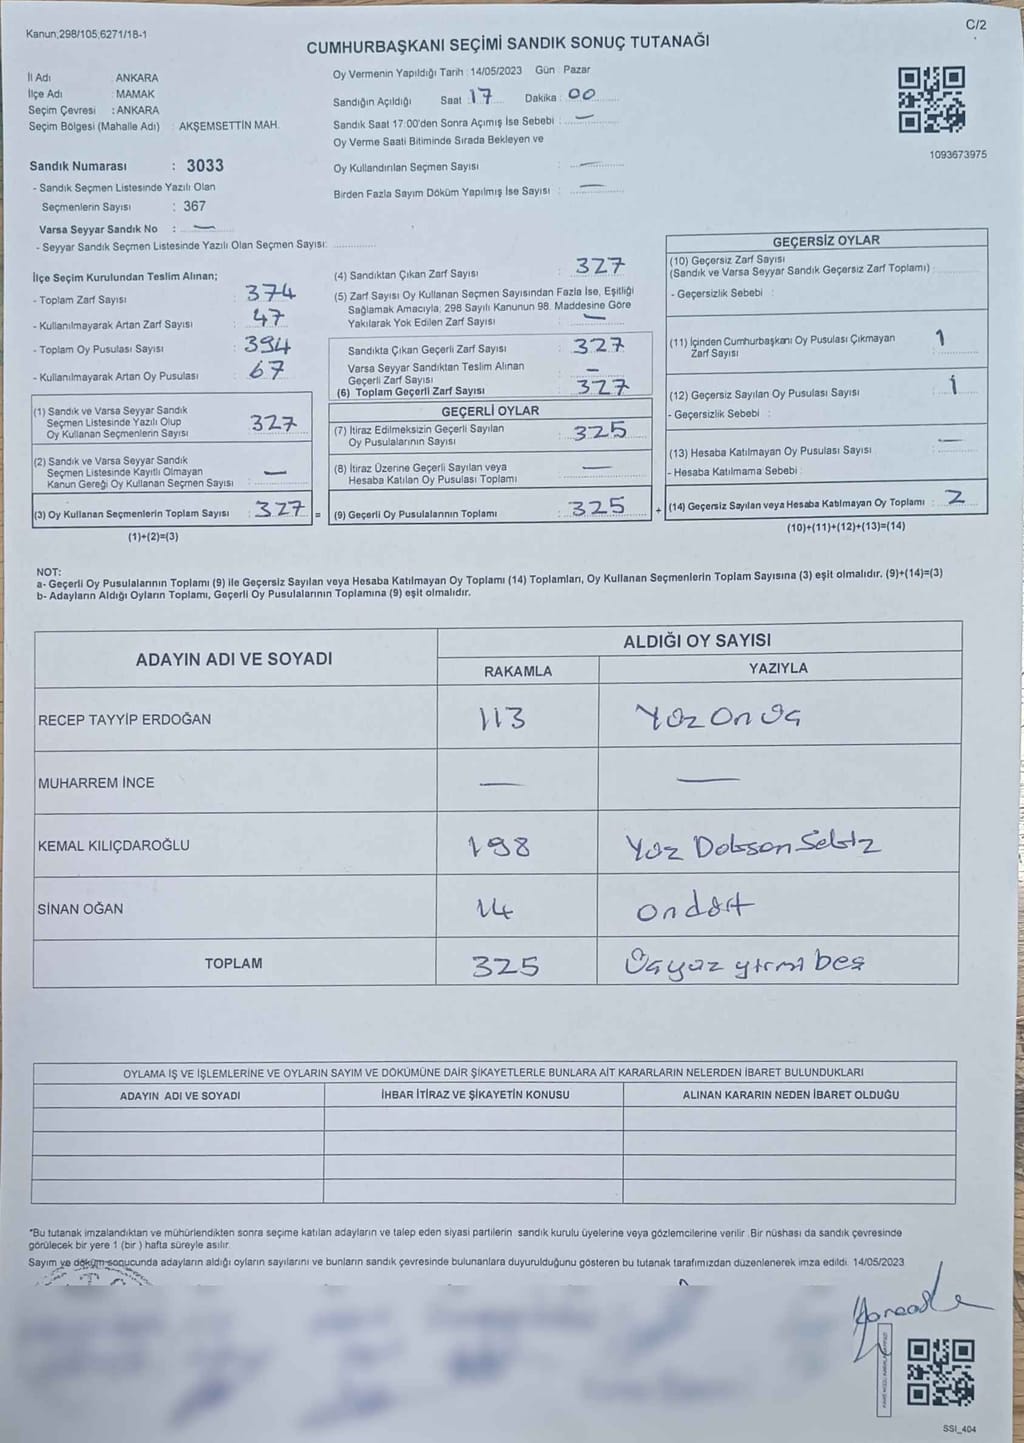 Kanun,298/105,6271/18-1
C/2
CUMHURBAŞKANI SEÇİMİ SANDIK SONUÇ TUTANAĞI
İl Adı : ANKARA
İlçe Adı : MAMAK
Seçim Çevresi : ANKARA
Seçim Bölgesi (Mahalle Adı) : AKŞEMSETTİN MAH.
Sandık Numarası : 3033
- Sandık Seçmen Listesinde Yazılı Olan
Seçmenlerin Sayısı : 367
Varsa Seyyar Sandık No : —
- Seyyar Sandık Seçmen Listesinde Yazılı Olan Seçmen Sayısı:
Oy Vermenin Yapıldığı Tarih : 14/05/2023 Gün : Pazar
Sandığın Açıldığı Saat : 17 Dakika : 00
Sandık Saat 17:00'den Sonra Açımış İse Sebebi : —
Oy Verme Saati Bitiminde Sırada Bekleyen ve
Oy Kullandırılan Seçmen Sayısı : —
Birden Fazla Sayım Döküm Yapılmış İse Sayısı : —
1093673975
İlçe Seçim Kurulundan Teslim Alınan;
- Toplam Zarf Sayısı : 374
- Kullanılmayarak Artan Zarf Sayısı : 47
- Toplam Oy Pusulası Sayısı : 394
- Kullanılmayarak Artan Oy Pusulası : 67
(1) Sandık ve Varsa Seyyar Sandık
Seçmen Listesinde Yazılı Olup
Oy Kullanan Seçmenlerin Sayısı : 327
(2) Sandık ve Varsa Seyyar Sandık
Seçmen Listesinde Kayıtlı Olmayan
Kanun Gereği Oy Kullanan Seçmen Sayısı : —
(3) Oy Kullanan Seçmenlerin Toplam Sayısı : 327 =
(1)+(2)=(3)
(4) Sandıktan Çıkan Zarf Sayısı : 327
(5) Zarf Sayısı Oy Kullanan Seçmen Sayısından Fazla İse, Eşitliği
Sağlamak Amacıyla, 298 Sayılı Kanunun 98. Maddesine Göre
Yakılarak Yok Edilen Zarf Sayısı : —
Sandıkta Çıkan Geçerli Zarf Sayısı : 327
Varsa Seyyar Sandıktan Teslim Alınan
Geçerli Zarf Sayısı : —
(6) Toplam Geçerli Zarf Sayısı : 327
GEÇERLİ OYLAR
(7) İtiraz Edilmeksizin Geçerli Sayılan
Oy Pusulalarının Sayısı : 325
(8) İtiraz Üzerine Geçerli Sayılan veya
Hesaba Katılan Oy Pusulası Toplamı : —
(9) Geçerli Oy Pusulalarının Toplamı : 325 +
GEÇERSİZ OYLAR
(10) Geçersiz Zarf Sayısı
(Sandık ve Varsa Seyyar Sandık Geçersiz Zarf Toplamı) :
- Geçersizlik Sebebi :
(11) İçinden Cumhurbaşkanı Oy Pusulası Çıkmayan
Zarf Sayısı : 1
(12) Geçersiz Sayılan Oy Pusulası Sayısı : 1
- Geçersizlik Sebebi :
(13) Hesaba Katılmayan Oy Pusulası Sayısı : —
- Hesaba Katılmama Sebebi :
(14) Geçersiz Sayılan veya Hesaba Katılmayan Oy Toplamı : 2
(10)+(11)+(12)+(13)=(14)
NOT:
a- Geçerli Oy Pusulalarının Toplamı (9) ile Geçersiz Sayılan veya Hesaba Katılmayan Oy Toplamı (14) Toplamları, Oy Kullanan Seçmenlerin Toplam Sayısına (3) eşit olmalıdır. (9)+(14)=(3)
b- Adayların Aldığı Oyların Toplamı, Geçerli Oy Pusulalarının Toplamına (9) eşit olmalıdır.
ADAYIN ADI VE SOYADI
ALDIĞI OY SAYISI
RAKAMLA YAZIYLA
RECEP TAYYİP ERDOĞAN 113 Yüz On üç
MUHARREM İNCE — —
KEMAL KILIÇDAROĞLU 198 Yüz Doksan Sekiz
SİNAN OĞAN 14 on dört
TOPLAM 325 Üçyüz yirmi beş
OYLAMA İŞ VE İŞLEMLERİNE VE OYLARIN SAYIM VE DÖKÜMÜNE DAİR ŞİKAYETLERLE BUNLARA AİT KARARLARIN NELERDEN İBARET BULUNDUKLARI
ADAYIN ADI VE SOYADI İHBAR İTİRAZ VE ŞİKAYETİN KONUSU ALINAN KARARIN NEDEN İBARET OLDUĞU
*Bu tutanak imzalandıktan ve mühürlendikten sonra seçime katılan adayların ve talep eden siyasi partilerin sandık kurulu üyelerine veya gözlemcilerine verilir. Bir nüshası da sandık çevresinde
görülecek bir yere 1 (bir ) hafta süreyle asılır.
Sayım ve döküm sonucunda adayların aldığı oyların sayılarını ve bunların sandık çevresinde bulunanlara duyurulduğunu gösteren bu tutanak tarafımızdan düzenlenerek imza edildi. 14/05/2023
SSI_404